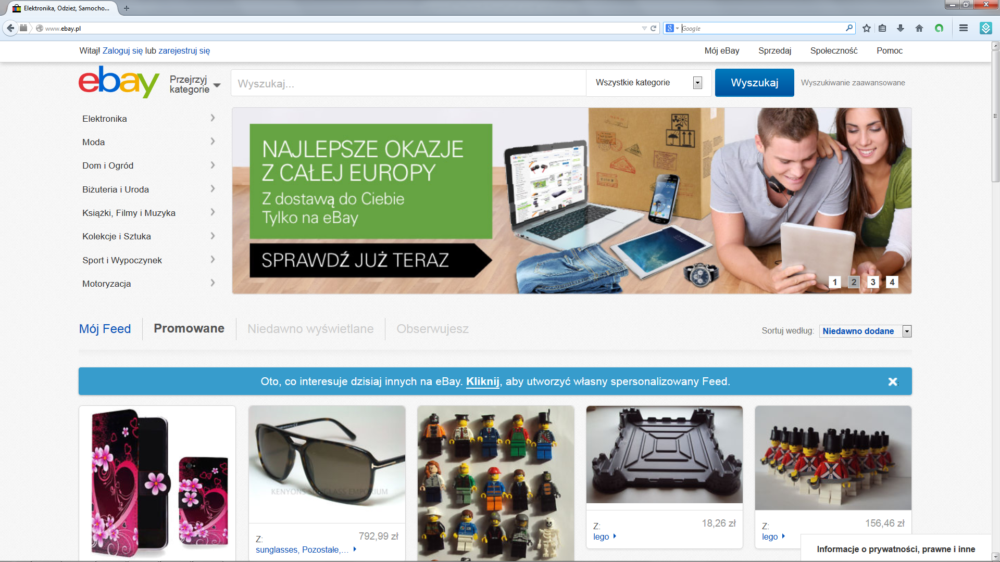 Elektronika, Odzież, Samocho...
www.ebay.pl
Google
Witaj! Zaloguj się lub zarejestruj się
Mój eBay
Sprzedaj
Społeczność
Pomoc
ebay
Przejrzyj
kategorie
Wyszukaj...
Wszystkie kategorie
Wyszukaj
Wyszukiwanie zaawansowane
Elektronika
Moda
Dom i Ogród
Biżuteria i Uroda
Książki, Filmy i Muzyka
Kolekcje i Sztuka
Sport i Wypoczynek
Motoryzacja
NAJLEPSZE OKAZJE
Z CAŁEJ EUROPY
Z dostawą do Ciebie
Tylko na eBay
SPRAWDŹ JUŻ TERAZ
1 2 3 4
Mój Feed
Promowane
Niedawno wyświetlane
Obserwujesz
Sortuj według:
Niedawno dodane
Oto, co interesuje dzisiaj innych na eBay. Kliknij, aby utworzyć własny spersonalizowany Feed.
KENYONS SUNGLASS EMPORIUM
Z:
792,99 zł
sunglasses, Pozostałe,...
Z:
18,26 zł
lego
Z:
156,46 zł
lego
Informacje o prywatności, prawne i inne